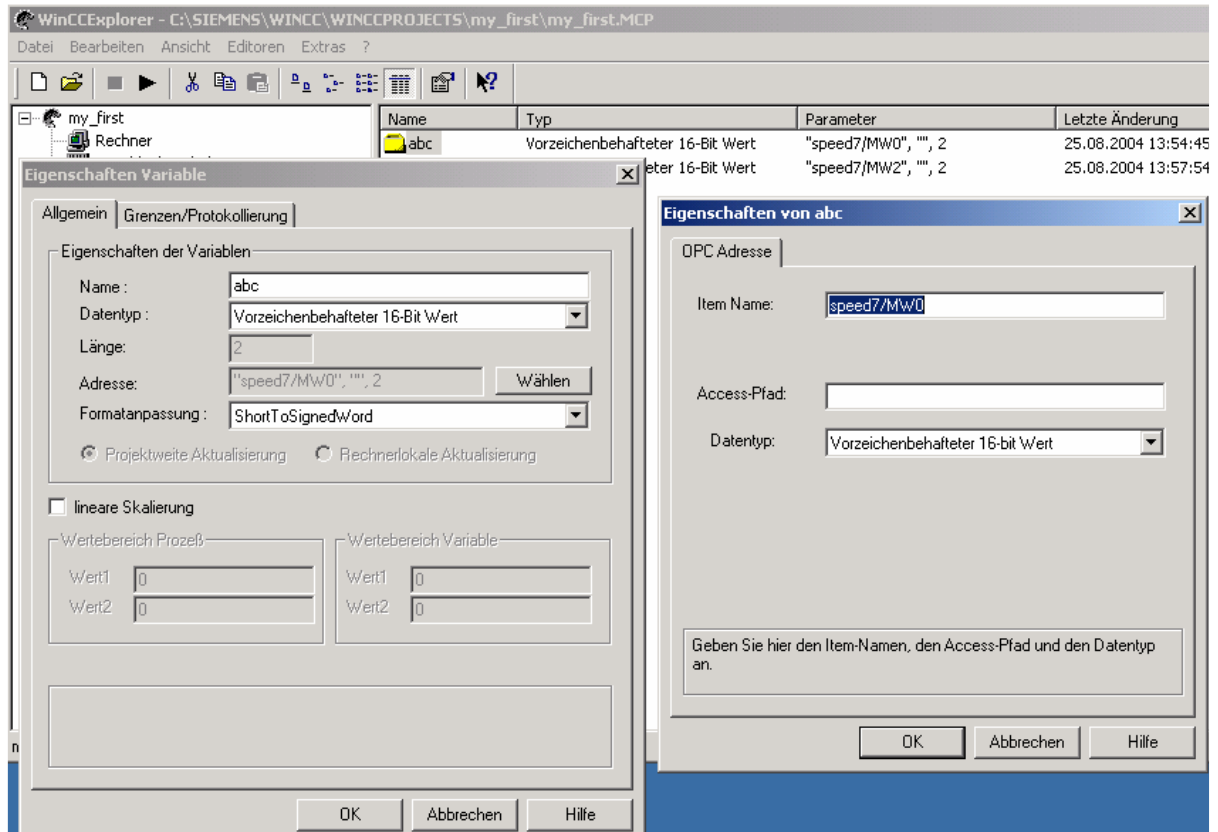 WinCCExplorer - C:\SIEMENS\WINCC\WINCCPROJECTS\my_first\my_first.MCP
Datei Bearbeiten Ansicht Editoren Extras ?
my_first
Rechner
Name Typ Parameter Letzte Änderung
abc Vorzeichenbehafteter 16-Bit Wert "speed7/MW0", "", 2 25.08.2004 13:54:45
16-Bit Wert "speed7/MW2", "", 2 25.08.2004 13:57:54
Eigenschaften Variable
Allgemein Grenzen/Protokollierung
Eigenschaften der Variablen
Name : abc
Datentyp : Vorzeichenbehafteter 16-Bit Wert
Länge: 2
Adresse: "speed7/MW0", "", 2 Wählen
Formatanpassung : ShortToSignedWord
Projektweite Aktualisierung Rechnerlokale Aktualisierung
lineare Skalierung
Wertebereich Prozeß Wertebereich Variable
Wert1 0 Wert1 0
Wert2 0 Wert2 0
OK Abbrechen Hilfe
Eigenschaften von abc
OPC Adresse
Item Name: speed7/MW0
Access-Pfad:
Datentyp: Vorzeichenbehafteter 16-bit Wert
Geben Sie hier den Item-Namen, den Access-Pfad und den Datentyp
an.
OK Abbrechen Hilfe